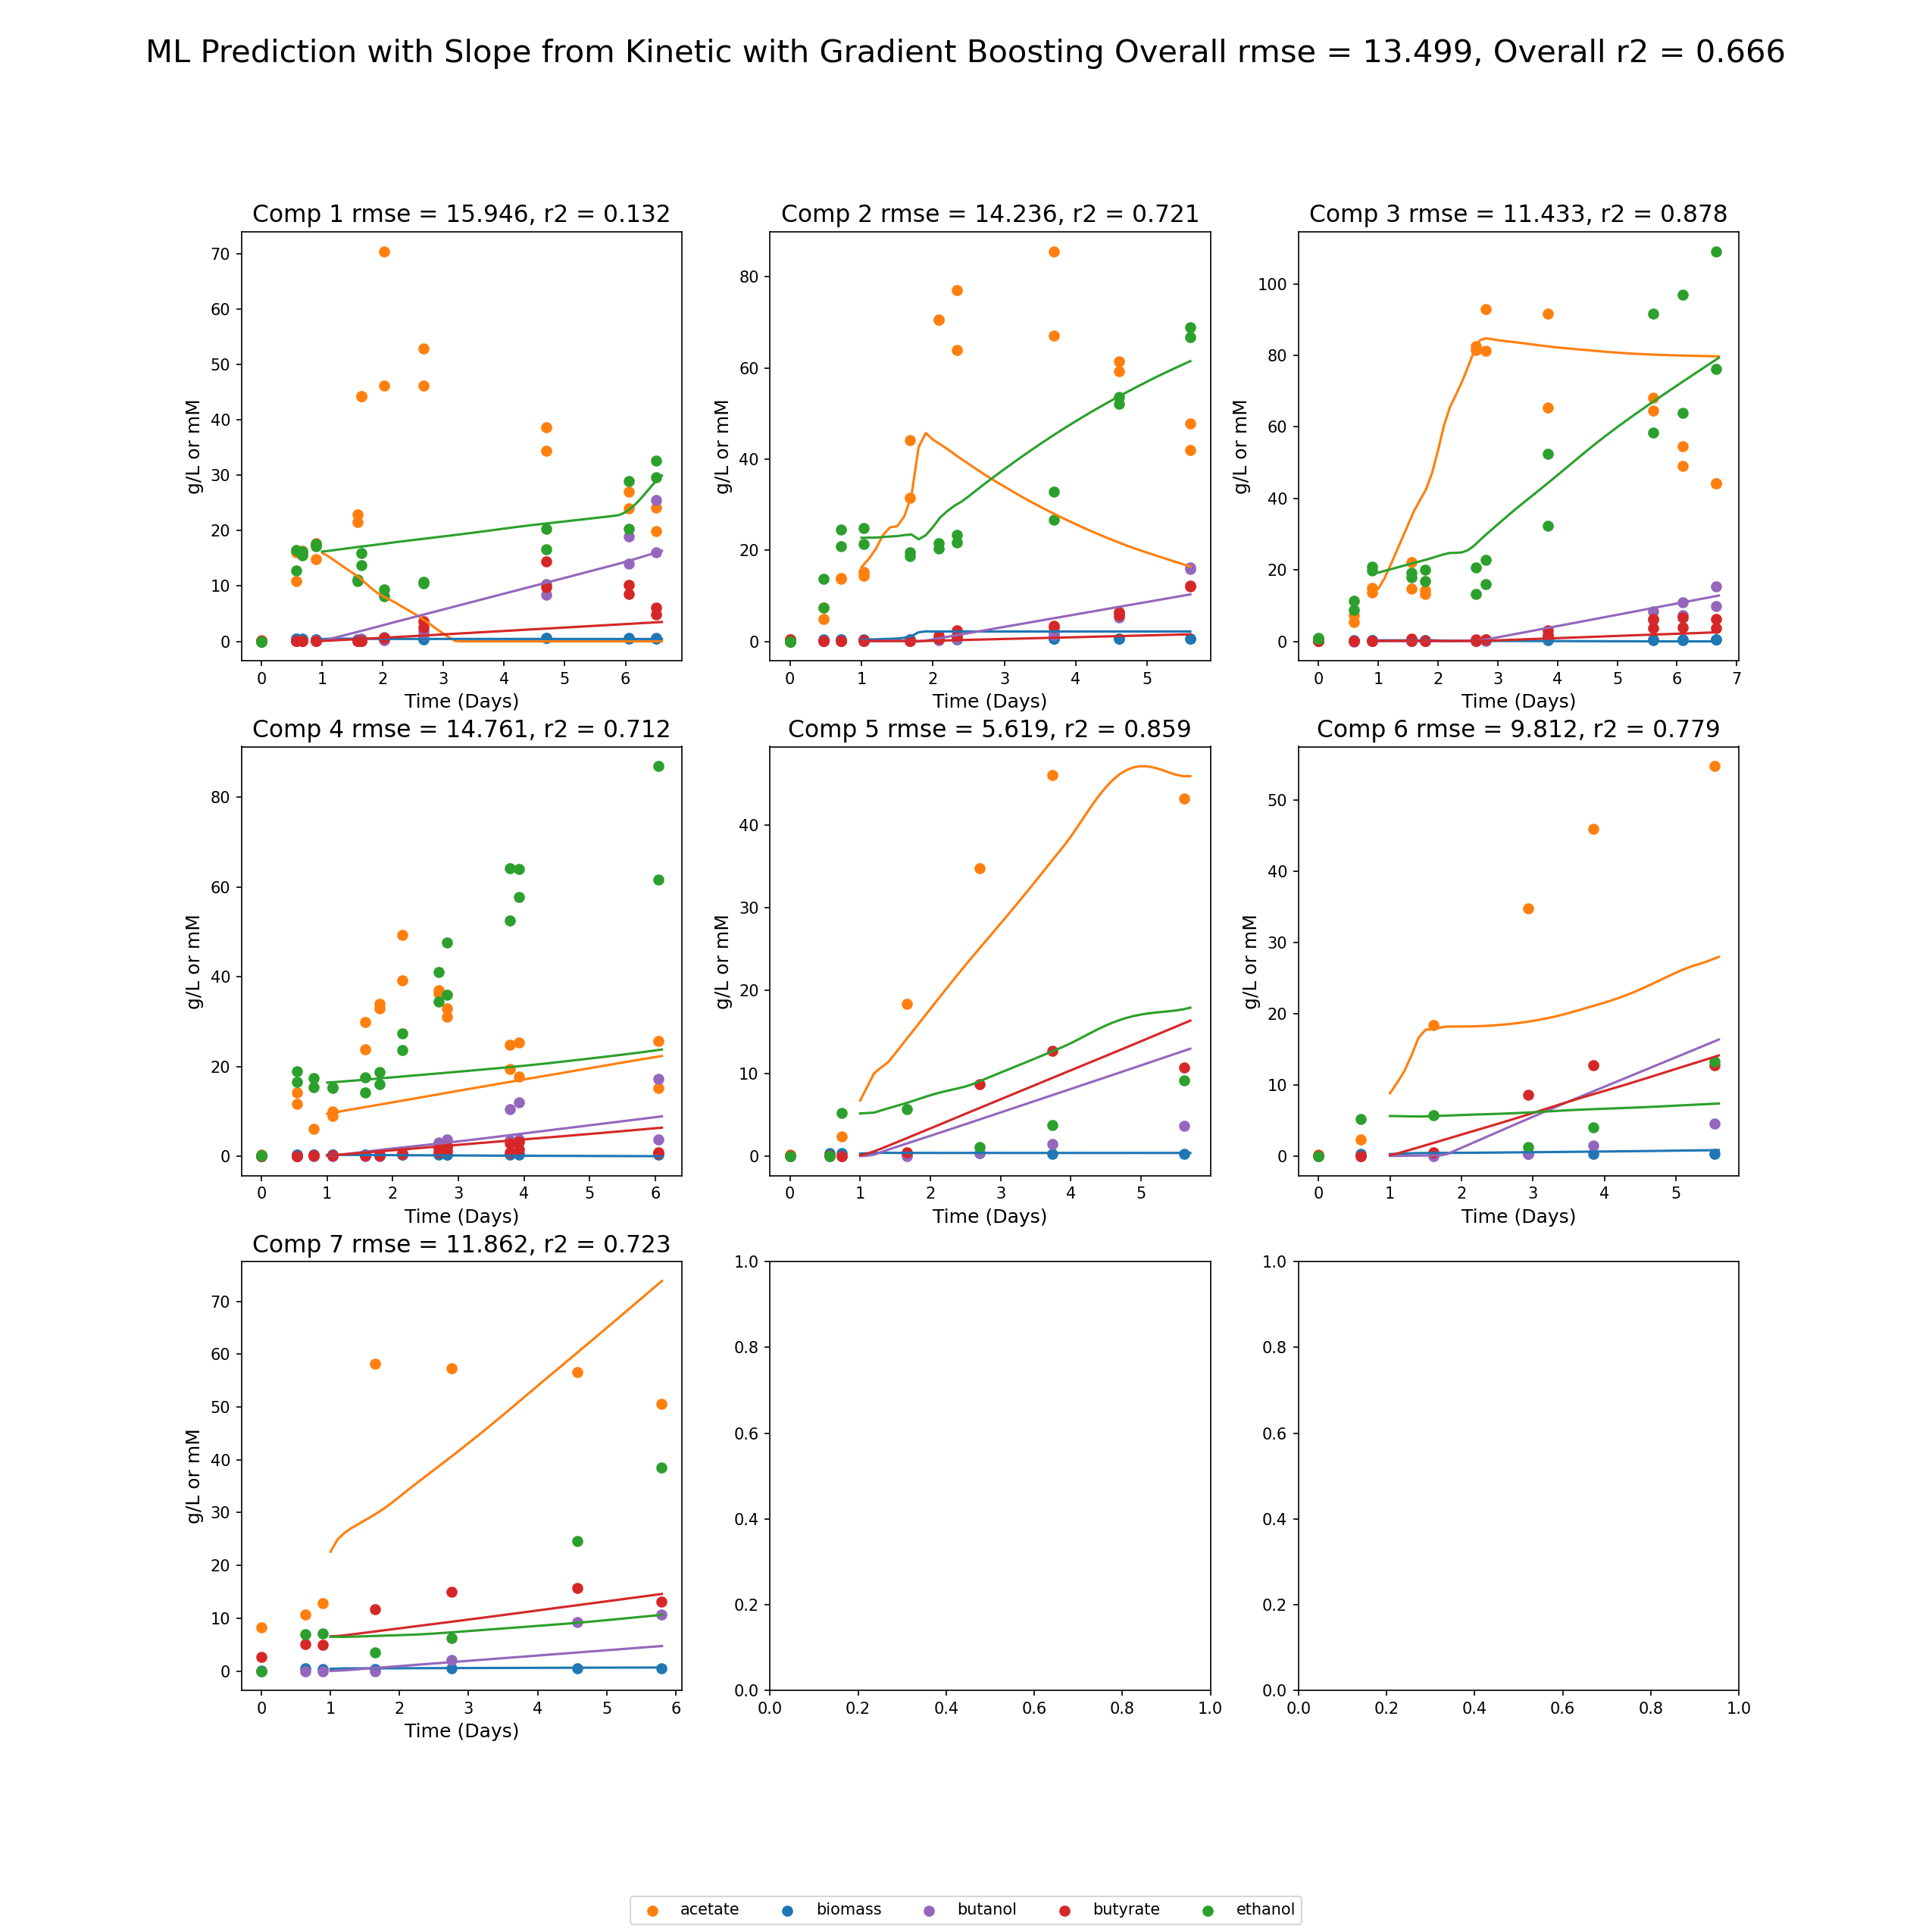 ML Prediction with Slope from Kinetic with Gradient Boosting Overall rmse = 13.499, Overall r2 = 0.666
Comp 1 rmse = 15.946, r2 = 0.132
70
60
50
40
30
20
10
0
g/L or mM
0 1 2 3 4 5 6
Time (Days)
Comp 2 rmse = 14.236, r2 = 0.721
80
60
40
20
0
g/L or mM
0 1 2 3 4 5
Time (Days)
Comp 3 rmse = 11.433, r2 = 0.878
100
80
60
40
20
0
g/L or mM
0 1 2 3 4 5 6 7
Time (Days)
Comp 4 rmse = 14.761, r2 = 0.712
80
60
40
20
0
g/L or mM
0 1 2 3 4 5 6
Time (Days)
Comp 5 rmse = 5.619, r2 = 0.859
40
30
20
10
0
g/L or mM
0 1 2 3 4 5
Time (Days)
Comp 6 rmse = 9.812, r2 = 0.779
50
40
30
20
10
0
g/L or mM
0 1 2 3 4 5
Time (Days)
Comp 7 rmse = 11.862, r2 = 0.723
70
60
50
40
30
20
10
0
g/L or mM
0 1 2 3 4 5 6
Time (Days)
1.0
0.8
0.6
0.4
0.2
0.0
0.0 0.2 0.4 0.6 0.8 1.0
1.0
0.8
0.6
0.4
0.2
0.0
0.0 0.2 0.4 0.6 0.8 1.0
acetate biomass butanol butyrate ethanol